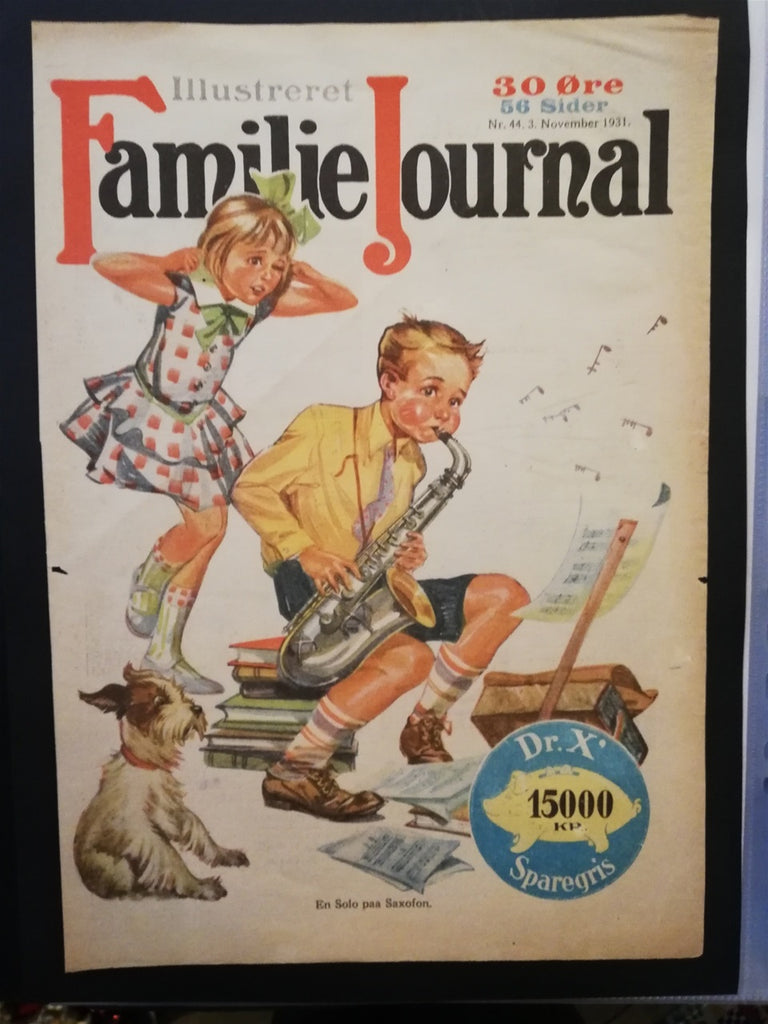 Illustreret
Familie Journal
30 Øre
56 Sider
Nr. 44. 3. November 1931.
Dr. X'
15000
KR.
Sparegris
En Solo paa Saxofon.